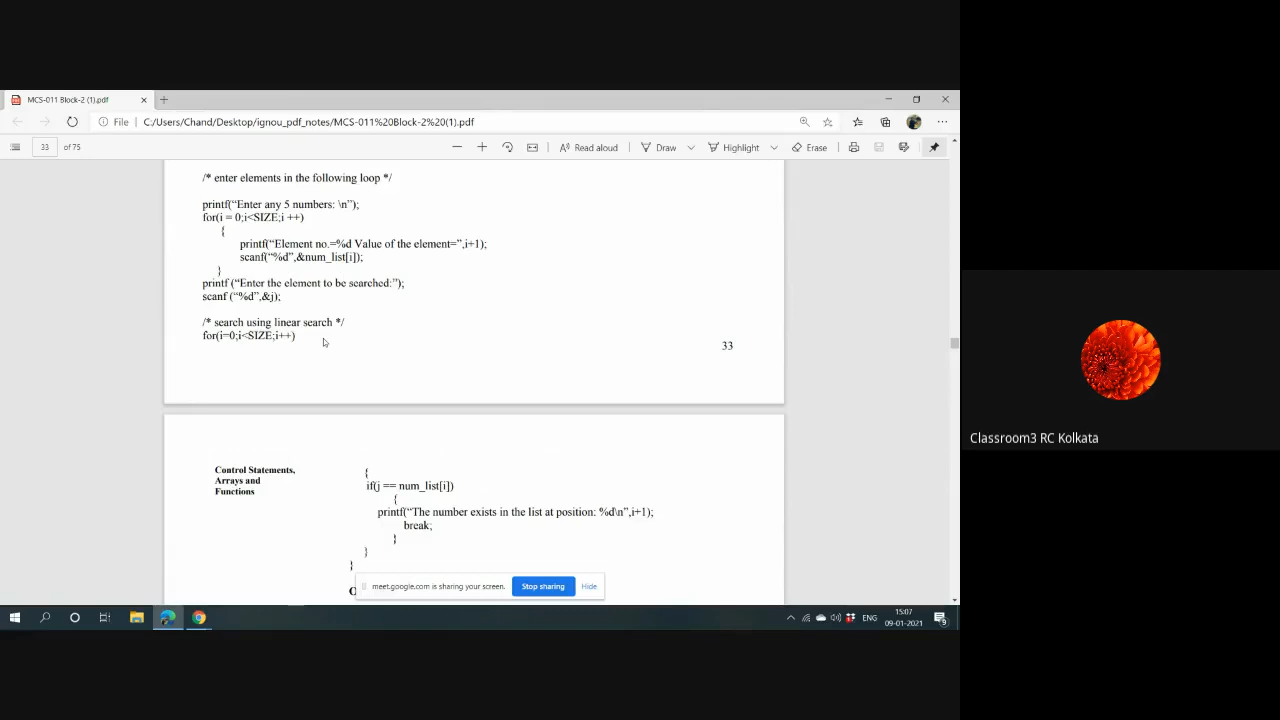 MCS-011 Block-2 (1).pdf
File
C:/Users/Chand/Desktop/ignou_pdf_notes/MCS-011%20Block-2%20(1).pdf
33 of 75
Read aloud
Draw
Highlight
Erase
/* enter elements in the following loop */
printf(“Enter any 5 numbers: \n”);
for(i = 0;i<SIZE;i ++)
{
printf(“Element no.=%d Value of the element=”,i+1);
scanf(“%d”,&num_list[i]);
}
printf (“Enter the element to be searched:”);
scanf (“%d”,&j);
/* search using linear search */
for(i=0;i<SIZE;i++)
33
Control Statements,
Arrays and
Functions
{
if(j == num_list[i])
{
printf(“The number exists in the list at position: %d\n”,i+1);
break;
}
}
}
meet.google.com is sharing your screen.
Stop sharing
Hide
ENG
15:07
09-01-2021
Classroom3 RC Kolkata